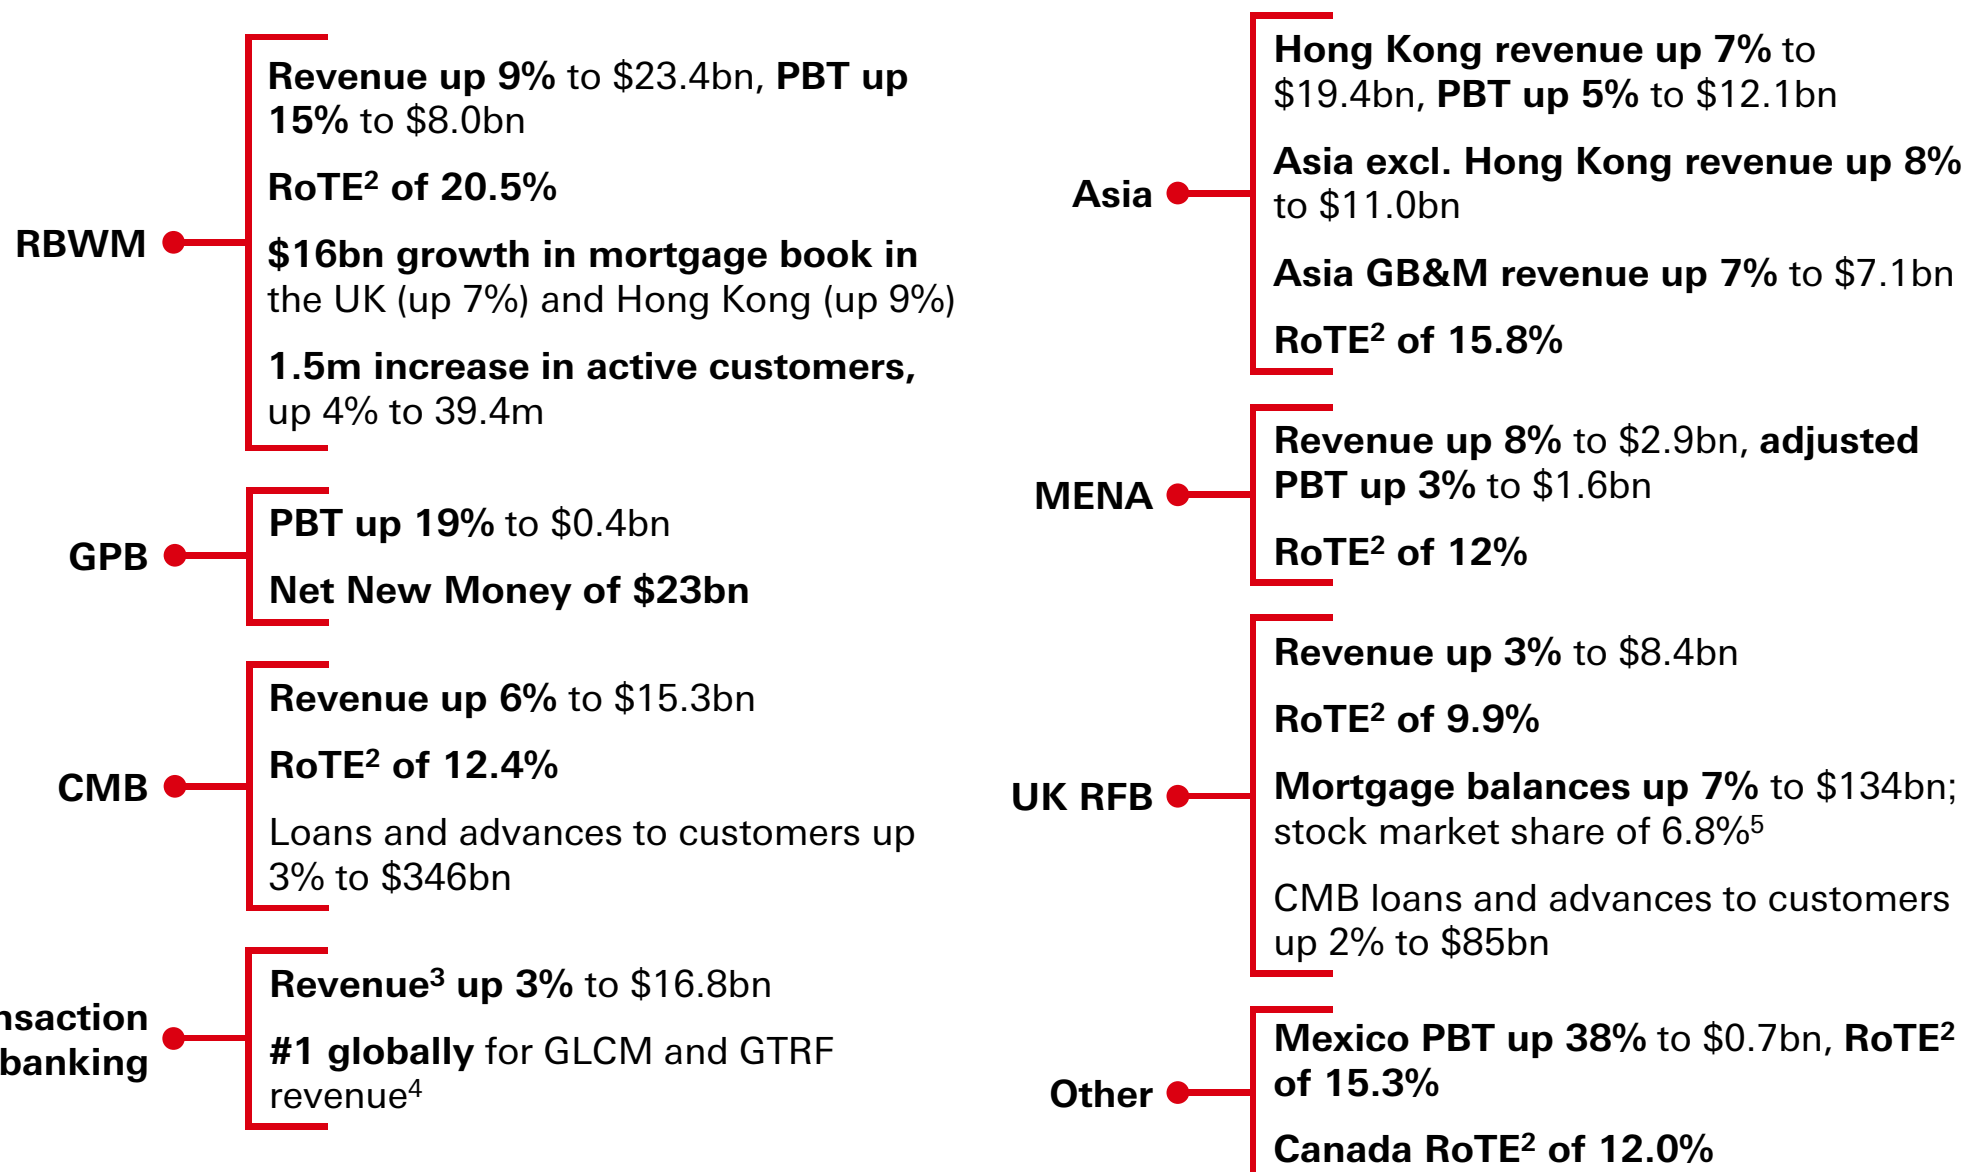 RBWM
Revenue up 9% to $23.4bn, PBT up
15% to $8.0bn
RoTE² of 20.5%
$16bn growth in mortgage book in
the UK (up 7%) and Hong Kong (up 9%)
1.5m increase in active customers,
up 4% to 39.4m
GPB
PBT up 19% to $0.4bn
Net New Money of $23bn
CMB
Revenue up 6% to $15.3bn
RoTE² of 12.4%
Loans and advances to customers up
3% to $346bn
nsaction
banking
Revenue³ up 3% to $16.8bn
#1 globally for GLCM and GTRF
revenue⁴
Asia
Hong Kong revenue up 7% to
$19.4bn, PBT up 5% to $12.1bn
Asia excl. Hong Kong revenue up 8%
to $11.0bn
Asia GB&M revenue up 7% to $7.1bn
RoTE² of 15.8%
MENA
Revenue up 8% to $2.9bn, adjusted
PBT up 3% to $1.6bn
RoTE² of 12%
UK RFB
Revenue up 3% to $8.4bn
RoTE² of 9.9%
Mortgage balances up 7% to $134bn;
stock market share of 6.8%⁵
CMB loans and advances to customers
up 2% to $85bn
Other
Mexico PBT up 38% to $0.7bn, RoTE²
of 15.3%
Canada RoTE² of 12.0%